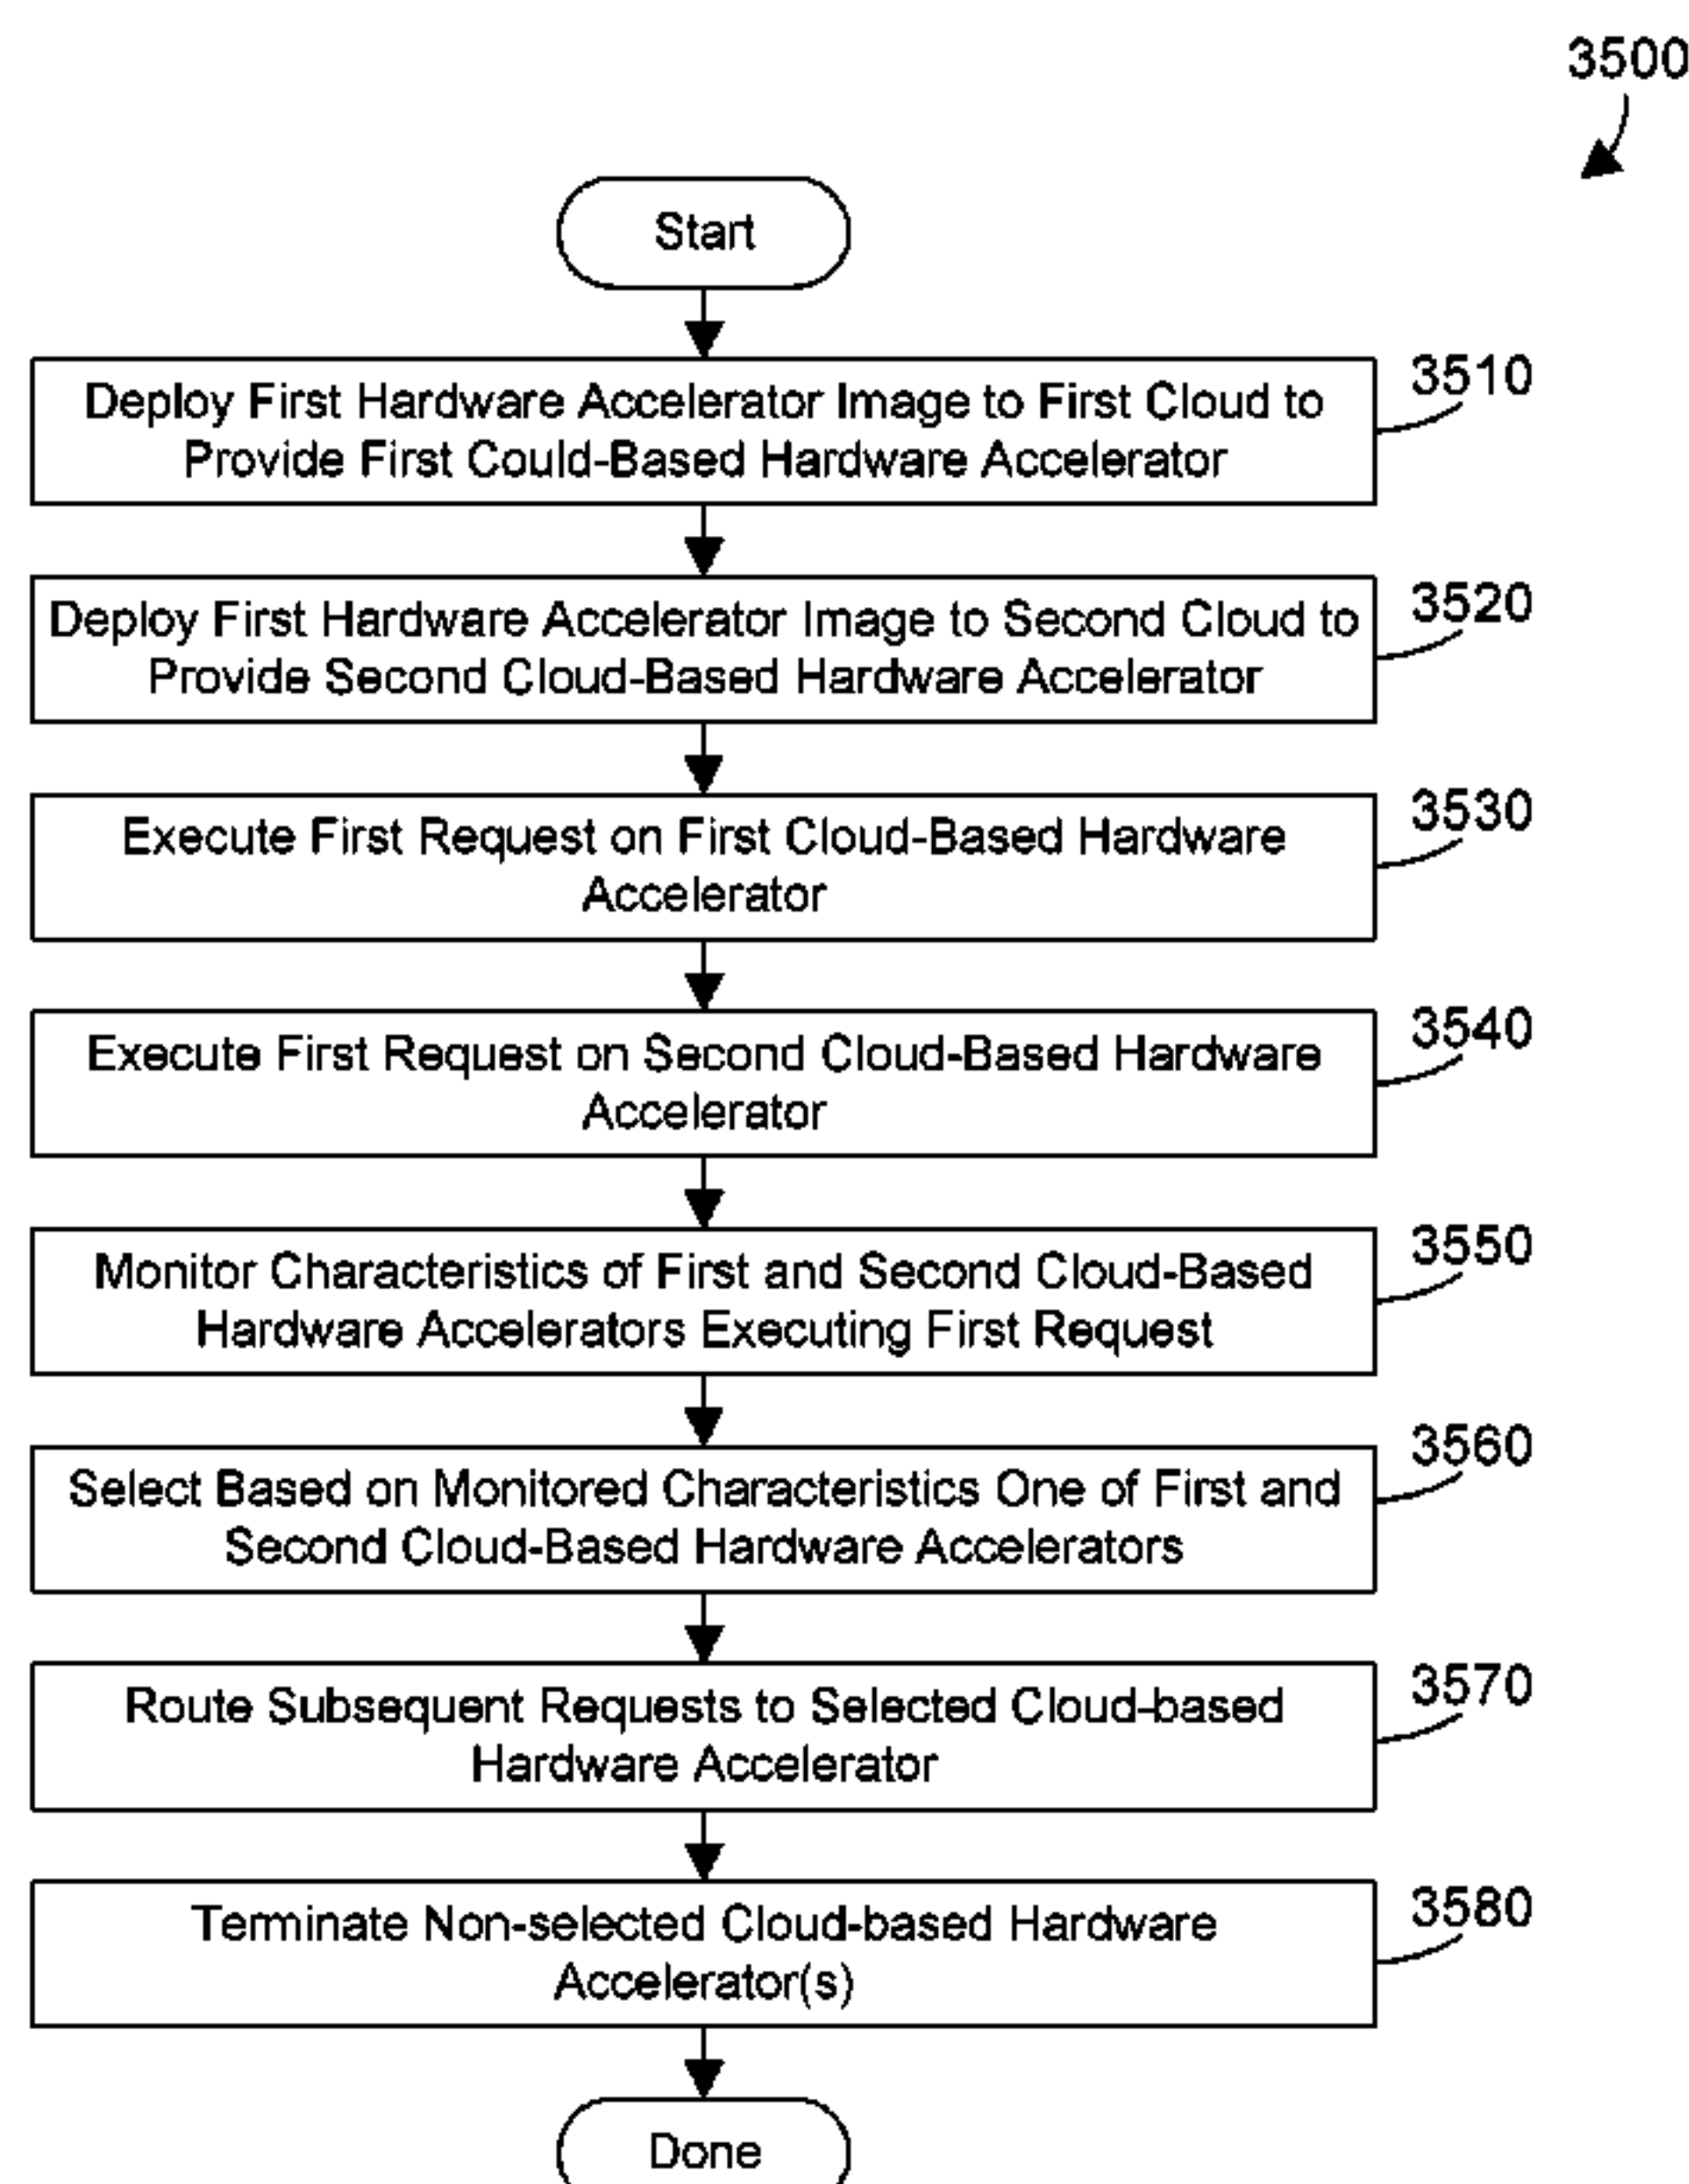 3500
Start
Deploy First Hardware Accelerator Image to First Cloud to
Provide First Could-Based Hardware Accelerator
3510
Deploy First Hardware Accelerator Image to Second Cloud to
Provide Second Cloud-Based Hardware Accelerator
3520
Execute First Request on First Cloud-Based Hardware
Accelerator
3530
Execute First Request on Second Cloud-Based Hardware
Accelerator
3540
Monitor Characteristics of First and Second Cloud-Based
Hardware Accelerators Executing First Request
3550
Select Based on Monitored Characteristics One of First and
Second Cloud-Based Hardware Accelerators
3560
Route Subsequent Requests to Selected Cloud-based
Hardware Accelerator
3570
Terminate Non-selected Cloud-based Hardware
Accelerator(s)
3580
Done